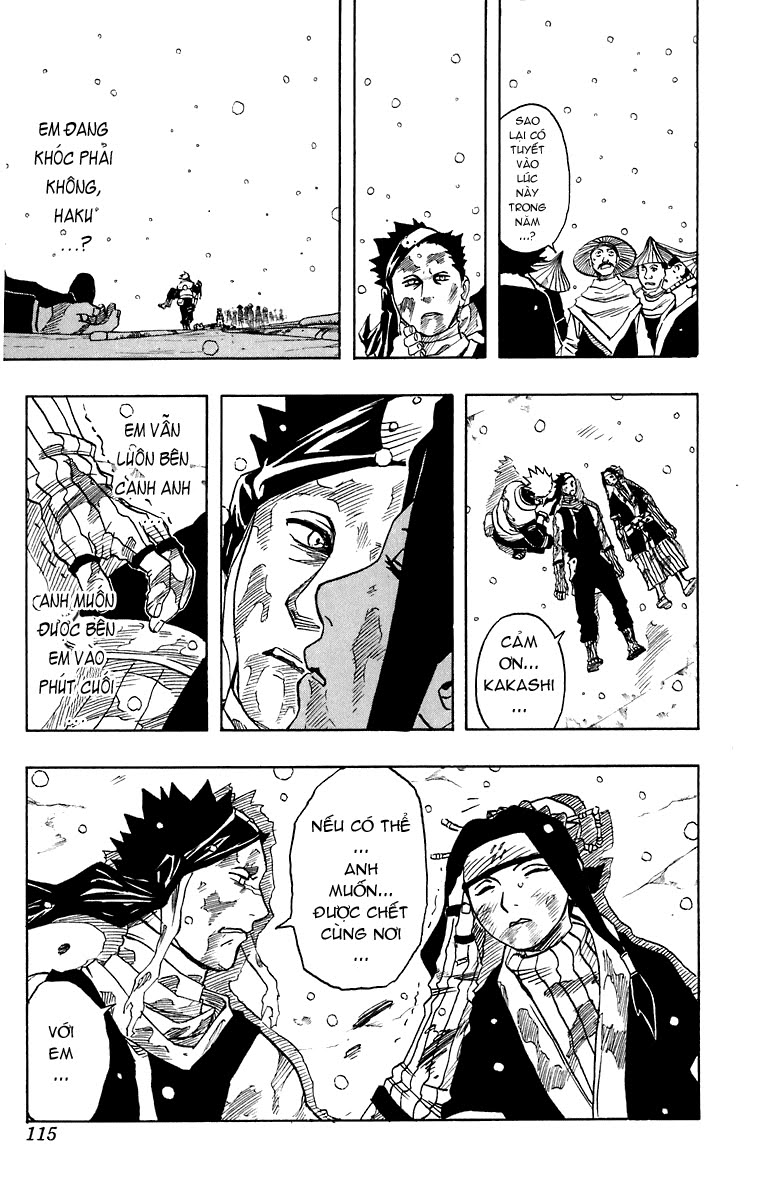 SAO
LẠI CÓ
TUYẾT
VÀO
LÚC
NÀY
TRONG
NĂM
...?
EM ĐANG
KHÓC PHẢI
KHÔNG,
HAKU
...?
CẢM
ƠN...
KAKASHI
...
EM VẪN
LUÔN BÊN
CẠNH ANH
ANH MUỐN
ĐƯỢC BÊN
EM VÀO
PHÚT CUỐI
NẾU CÓ THỂ
...
ANH
MUỐN...
ĐƯỢC CHẾT
CÙNG NƠI
...
VỚI
EM
...
115